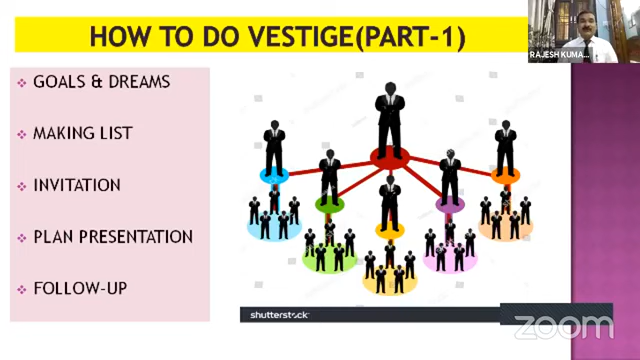 HOW TO DO VESTIGE(PART-1)
RAJESH KUMA...
GOALS & DREAMS
MAKING LIST
INVITATION
PLAN PRESENTATION
FOLLOW-UP
shutterstock
zoom